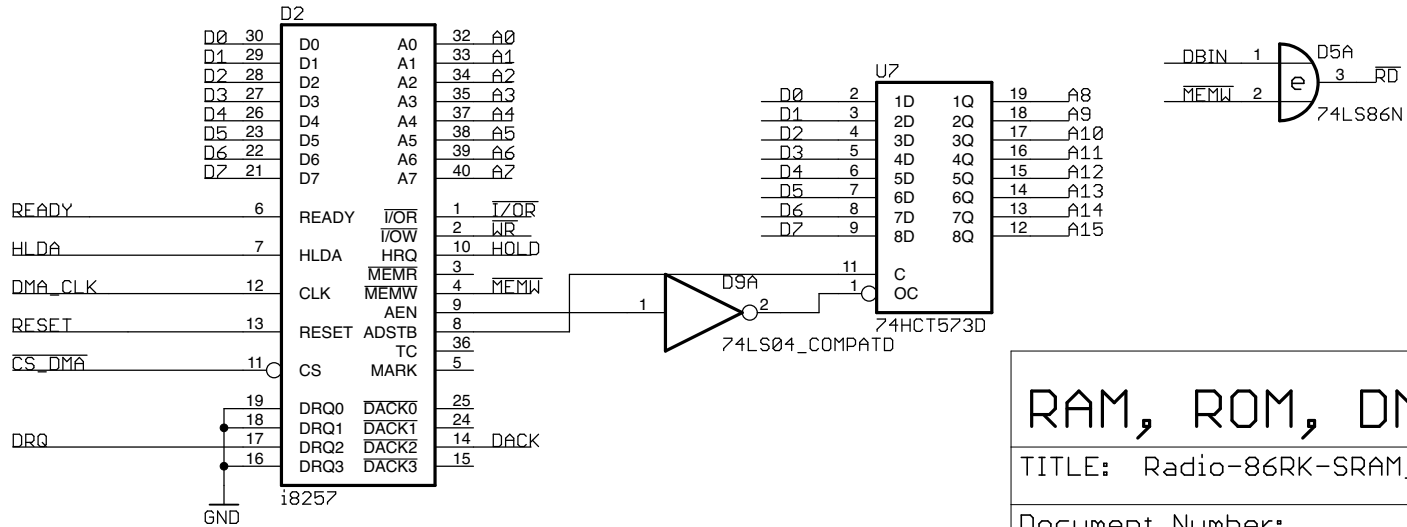 D2
D0 30 D0 A0 32 A0
D1 29 D1 A1 33 A1
D2 28 D2 A2 34 A2
D3 27 D3 A3 35 A3
D4 26 D4 A4 37 A4
D5 23 D5 A5 38 A5
D6 22 D6 A6 39 A6
D7 21 D7 A7 40 A7
READY 6 READY I/OR 1 I/OR
I/OW 2 WR
HLDA 7 HLDA HRQ 10 HOLD
MEMR 3
DMA_CLK 12 CLK MEMW 4 MEMW
AEN 9
RESET 13 RESET ADSTB 8
TC 36
CS_DMA 11 CS MARK 5
19 DRQ0 DACK0 25
18 DRQ1 DACK1 24
DRQ 17 DRQ2 DACK2 14 DACK
16 DRQ3 DACK3 15
i8257
GND
D9A
1 2
74LS04_COMPATD
U7
D0 2 1D 1Q 19 A8
D1 3 2D 2Q 18 A9
D2 4 3D 3Q 17 A10
D3 5 4D 4Q 16 A11
D4 6 5D 5Q 15 A12
D5 7 6D 6Q 14 A13
D6 8 7D 7Q 13 A14
D7 9 8D 8Q 12 A15
11 C
1 OC
74HCT573D
D5A
DBIN 1
e 3 RD
MEMW 2
74LS86N
RAM, ROM, DM
TITLE: Radio-86RK-SRAM_
Document Number: